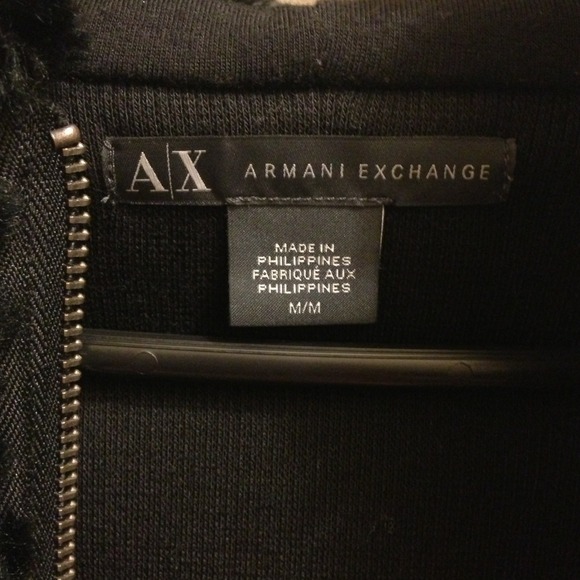 A|X ARMANI EXCHANGE
MADE IN
PHILIPPINES
FABRIQUÉ AUX
PHILIPPINES
M/M